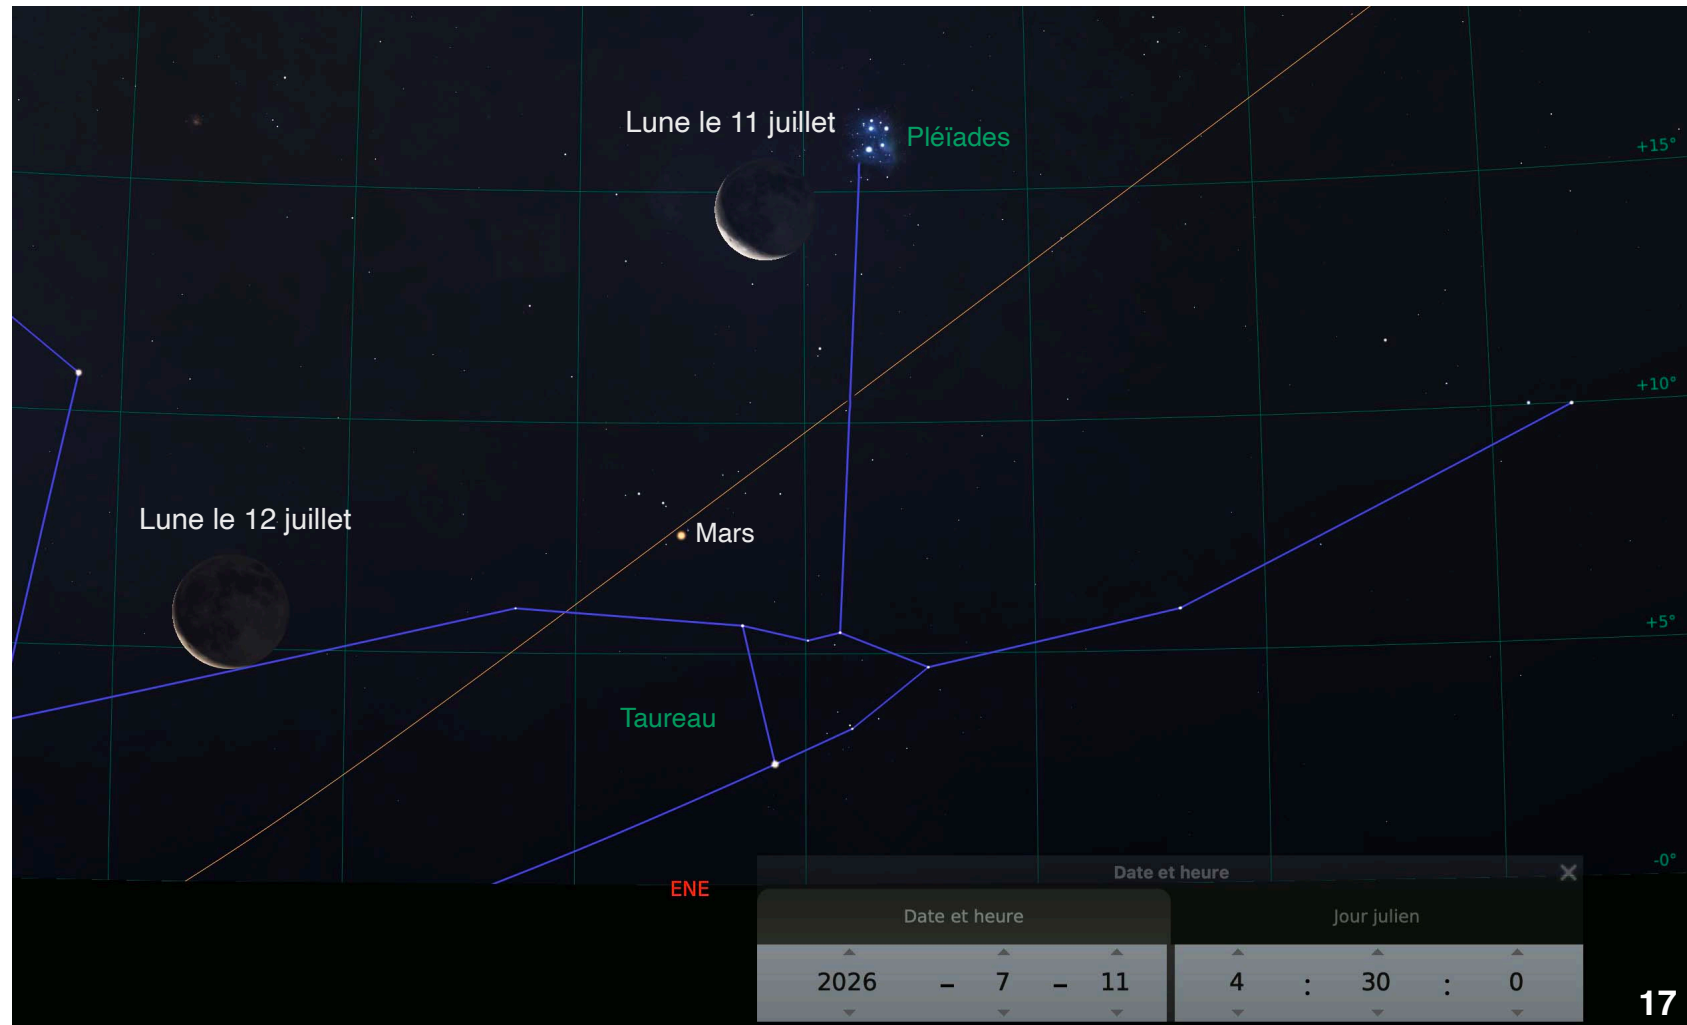 Lune le 11 juillet
Pléïades
+15°
+10°
Lune le 12 juillet
Mars
+5°
Taureau
-0°
ENE
Date et heure
Date et heure
Jour julien
2026 - 7 - 11 4 : 30 : 0
17